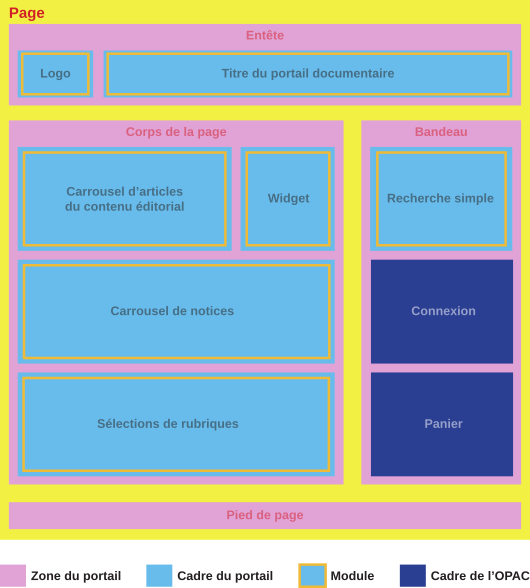 Page
Entête
Logo
Titre du portail documentaire
Corps de la page
Bandeau
Carrousel d’articles
du contenu éditorial
Widget
Recherche simple
Carrousel de notices
Connexion
Sélections de rubriques
Panier
Pied de page
Zone du portail
Cadre du portail
Module
Cadre de l’OPAC